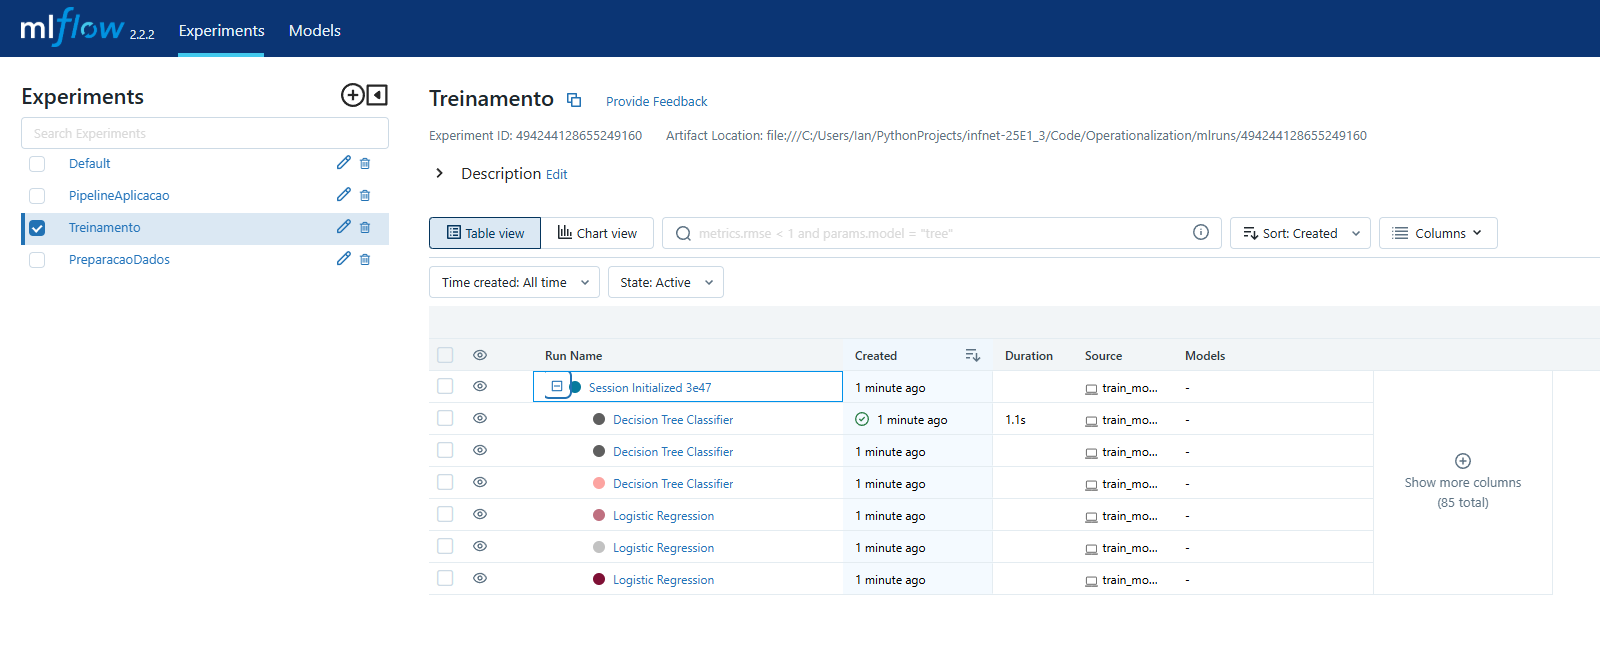 mlflow 2.2.2 Experiments Models
Experiments
Search Experiments
Default
PipelineAplicacao
Treinamento
PreparacaoDados
Treinamento Provide Feedback
Experiment ID: 494244128655249160 Artifact Location: file:///C:/Users/Ian/PythonProjects/infnet-25E1_3/Code/Operationalization/mlruns/494244128655249160
Description Edit
Table view Chart view metrics.rmse < 1 and params.model = "tree" Sort: Created Columns
Time created: All time State: Active
Run Name Created Duration Source Models
Session Initialized 3e47 1 minute ago train_mo... -
Decision Tree Classifier 1 minute ago 1.1s train_mo... -
Decision Tree Classifier 1 minute ago train_mo... -
Decision Tree Classifier 1 minute ago train_mo... -
Logistic Regression 1 minute ago train_mo... -
Logistic Regression 1 minute ago train_mo... -
Logistic Regression 1 minute ago train_mo... -
Show more columns
(85 total)